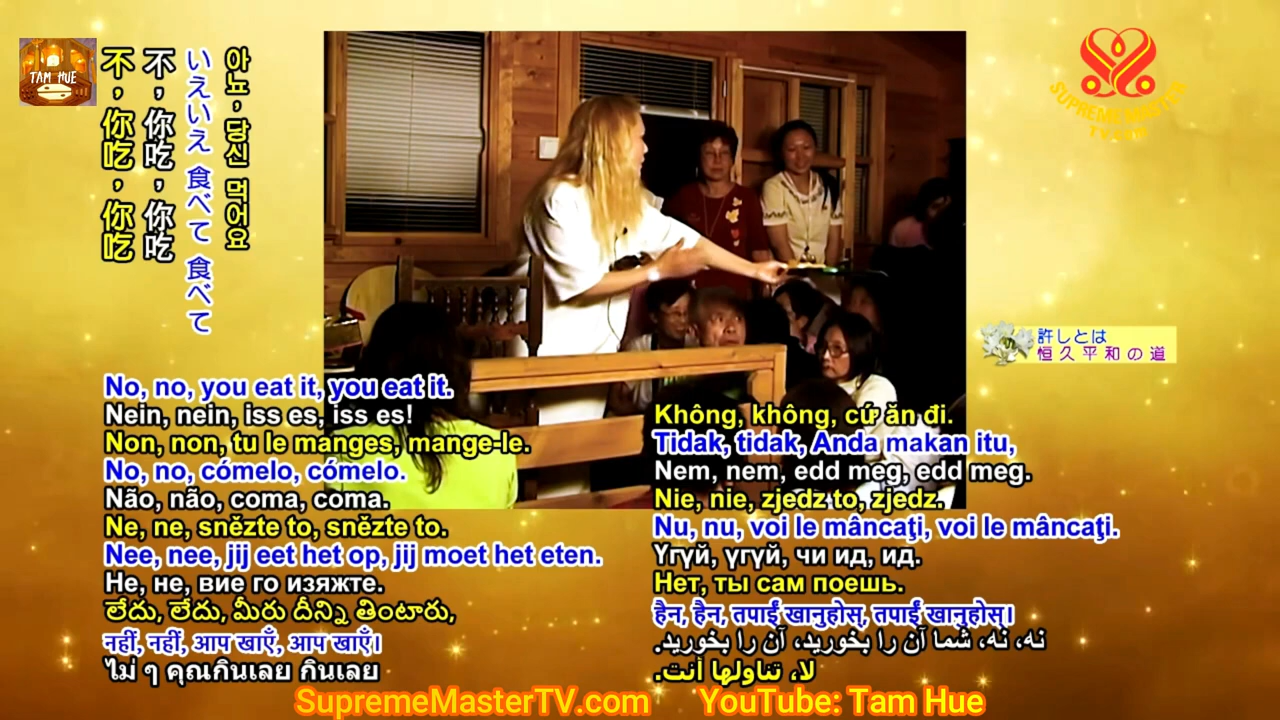 TAM HUE
不，你吃，你吃
不，你吃，你吃
いえいえ 食べて 食べて
아뇨, 당신 먹어요
SUPREME MASTER
TV.COM
許しとは
恒久平和の道
No, no, you eat it, you eat it.
Nein, nein, iss es, iss es!
Non, non, tu le manges, mange-le.
No, no, cómelo, cómelo.
Não, não, coma, coma.
Ne, ne, snězte to, snězte to.
Nee, nee, jij eet het op, jij moet het eten.
Не, не, вие го изяжте.
లేదు, లేదు, మీరు దీన్ని తింటారు,
नहीं, नहीं, आप खाएँ, आप खाएँ।
ไม่ ๆ คุณกินเลย กินเลย
Không, không, cứ ăn đi.
Tidak, tidak, Anda makan itu,
Nem, nem, edd meg, edd meg.
Nie, nie, zjedz to, zjedz.
Nu, nu, voi le mâncaţi, voi le mâncaţi.
Үгүй, үгүй, чи ид, ид.
Нет, ты сам поешь.
हैन, हैन, तपाईं खानुहोस्, तपाईं खानुहोस्।
نه، نه، شما آن را بخورید، آن را بخورید.
لا، تناولها أنت.
SupremeMasterTV.com YouTube: Tam Hue